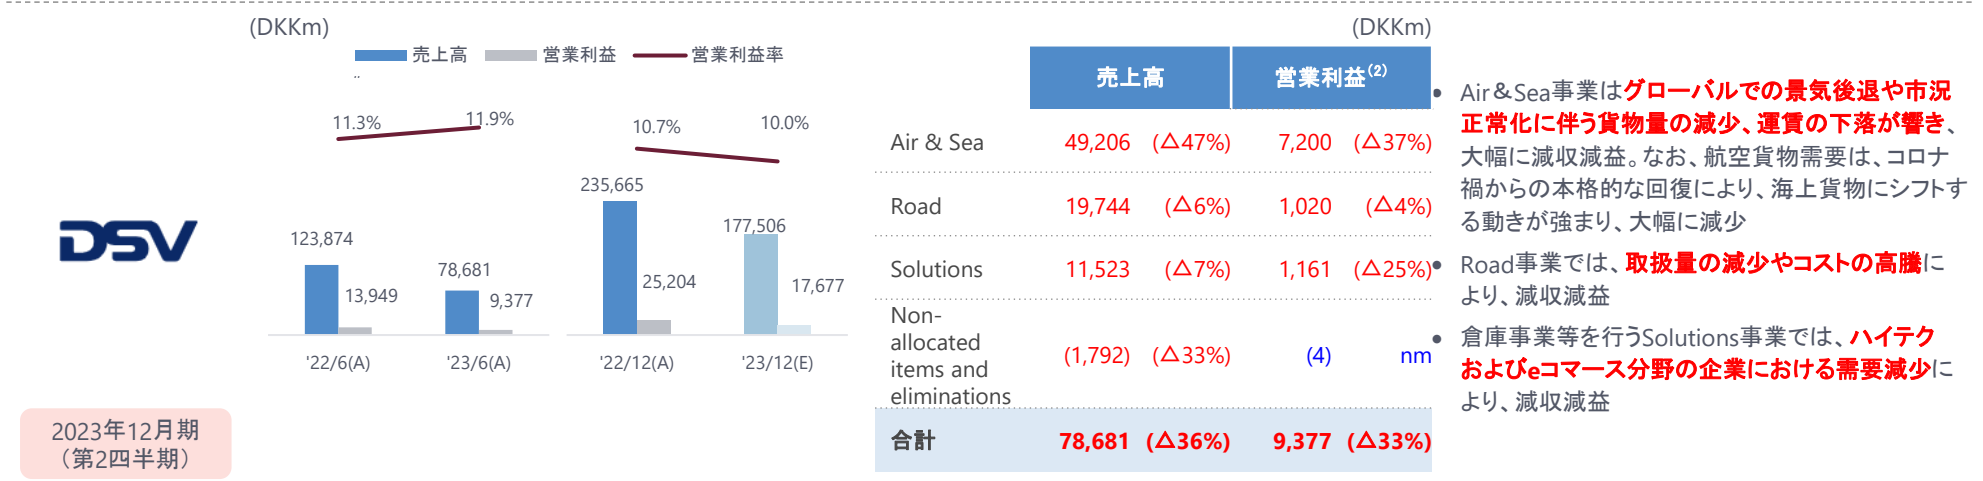 (DKKm)
売上高 営業利益 営業利益率
11.3% 11.9% 10.7% 10.0%
235,665
177,506
123,874
78,681
13,949
9,377
25,204
17,677
'22/6(A) '23/6(A) '22/12(A) '23/12(E)
DSV
2023年12月期
（第2四半期）
(DKKm)
売上高 営業利益(2)
Air & Sea 49,206 (△47%) 7,200 (△37%)
Road 19,744 (△6%) 1,020 (△4%)
Solutions 11,523 (△7%) 1,161 (△25%)
Non-
allocated
items and
eliminations
(1,792) (△33%) (4) nm
合計 78,681 (△36%) 9,377 (△33%)
● Air＆Sea事業はグローバルでの景気後退や市況
正常化に伴う貨物量の減少、運賃の下落が響き、
大幅に減収減益。なお、航空貨物需要は、コロナ
禍からの本格的な回復により、海上貨物にシフトす
る動きが強まり、大幅に減少
● Road事業では、取扱量の減少やコストの高騰に
より、減収減益
● 倉庫事業等を行うSolutions事業では、ハイテク
およびeコマース分野の企業における需要減少に
より、減収減益